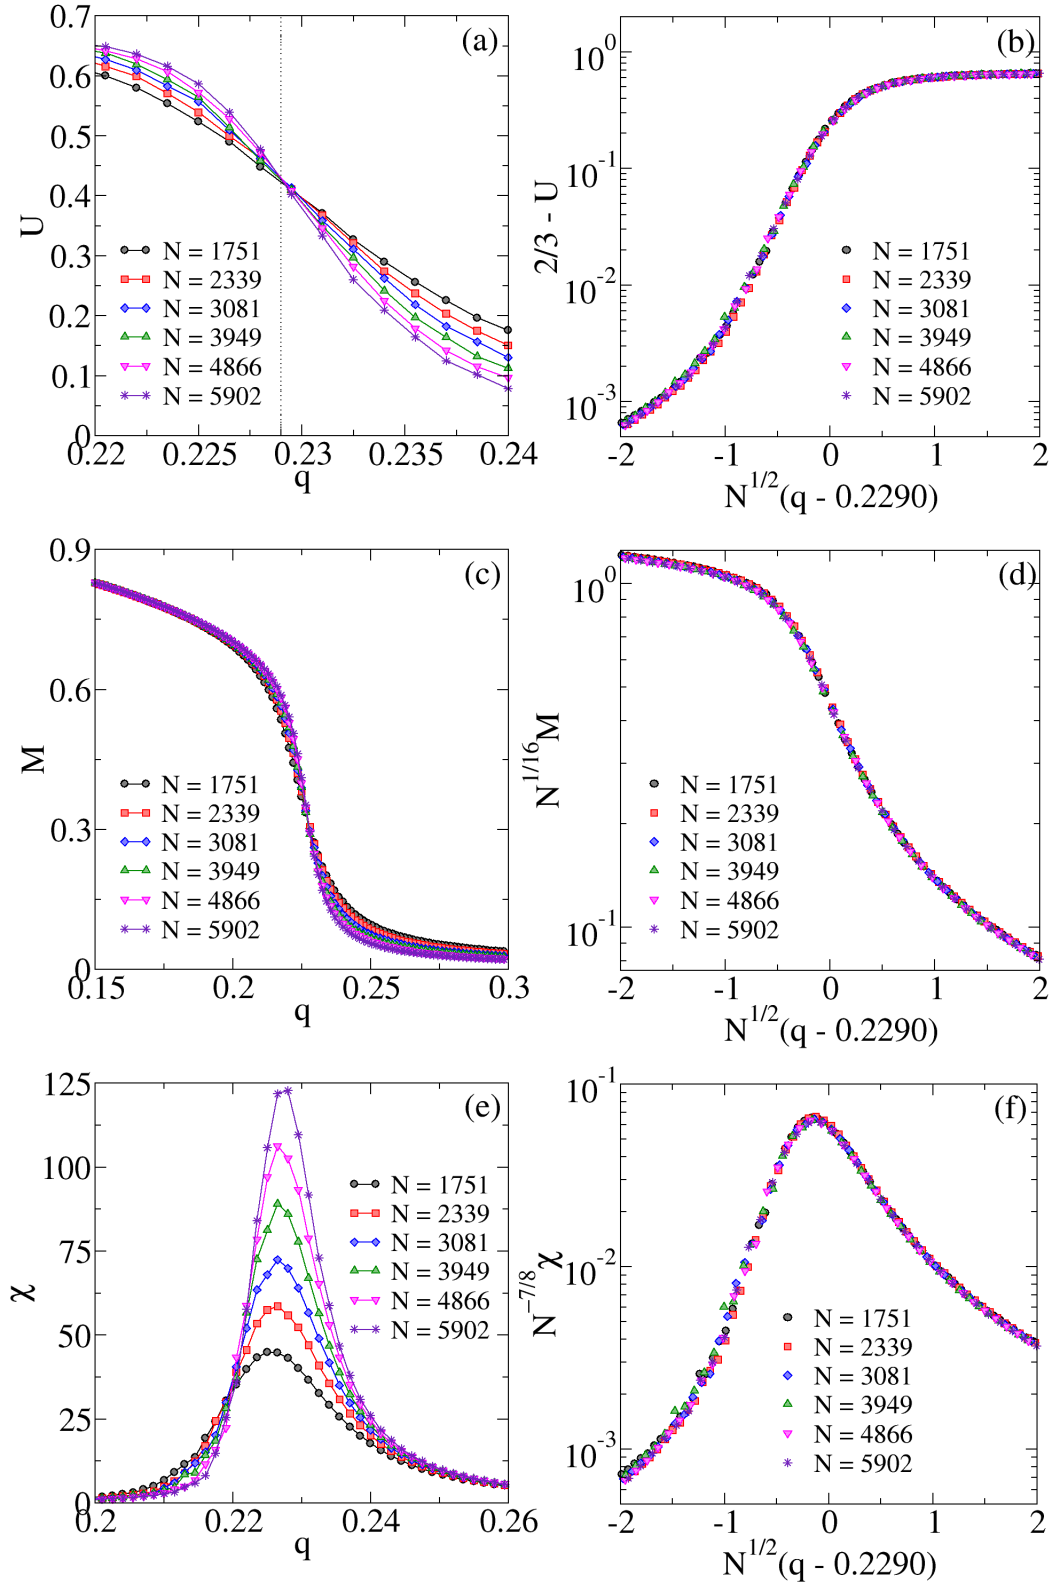 (a)
U
0.7
0.6
0.5
0.4
0.3
0.2
0.1
0
N = 1751
N = 2339
N = 3081
N = 3949
N = 4866
N = 5902
0.22 0.225 0.23 0.235 0.24
q
(b)
2/3 - U
10^0
10^-1
10^-2
10^-3
N = 1751
N = 2339
N = 3081
N = 3949
N = 4866
N = 5902
-2 -1 0 1 2
N^1/2(q - 0.2290)
(c)
M
0.9
0.6
0.3
0
N = 1751
N = 2339
N = 3081
N = 3949
N = 4866
N = 5902
0.15 0.2 0.25 0.3
q
(d)
N^1/16M
10^0
10^-1
N = 1751
N = 2339
N = 3081
N = 3949
N = 4866
N = 5902
-2 -1 0 1 2
N^1/2(q - 0.2290)
(e)
χ
125
100
75
50
25
0
N = 1751
N = 2339
N = 3081
N = 3949
N = 4866
N = 5902
0.2 0.22 0.24 0.26
q
(f)
N^-7/8χ
10^-1
10^-2
10^-3
N = 1751
N = 2339
N = 3081
N = 3949
N = 4866
N = 5902
-2 -1 0 1 2
N^1/2(q - 0.2290)